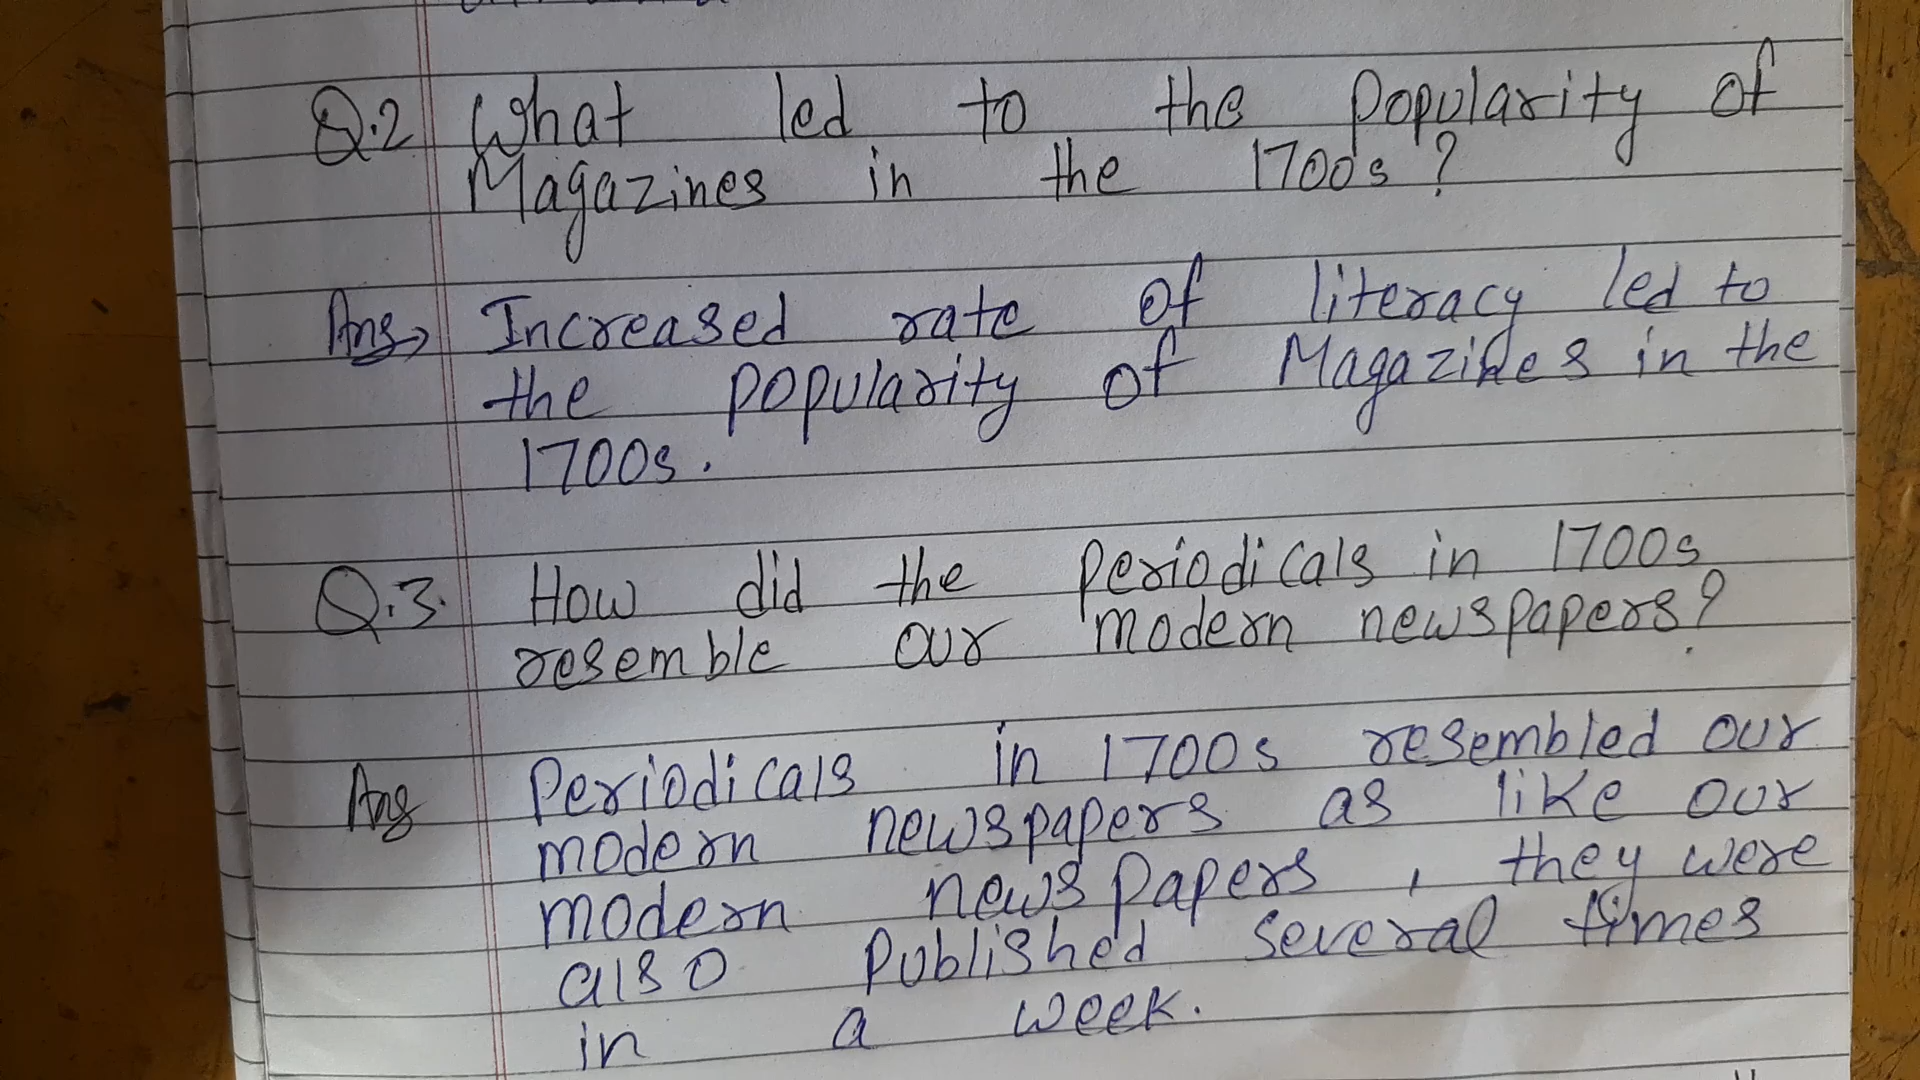 Q.2 What led to the Popularity of
Magazines in the 1700's?
Ans→ Increased rate of literacy led to
the popularity of Magazines in the
1700s.
Q.3. How did the Periodicals in 1700s
resemble our modern newspapers?
Ans Periodicals in 1700s resembled our
modern newspapers as like our
modern newspapers, they were
also Published several times
in a week.